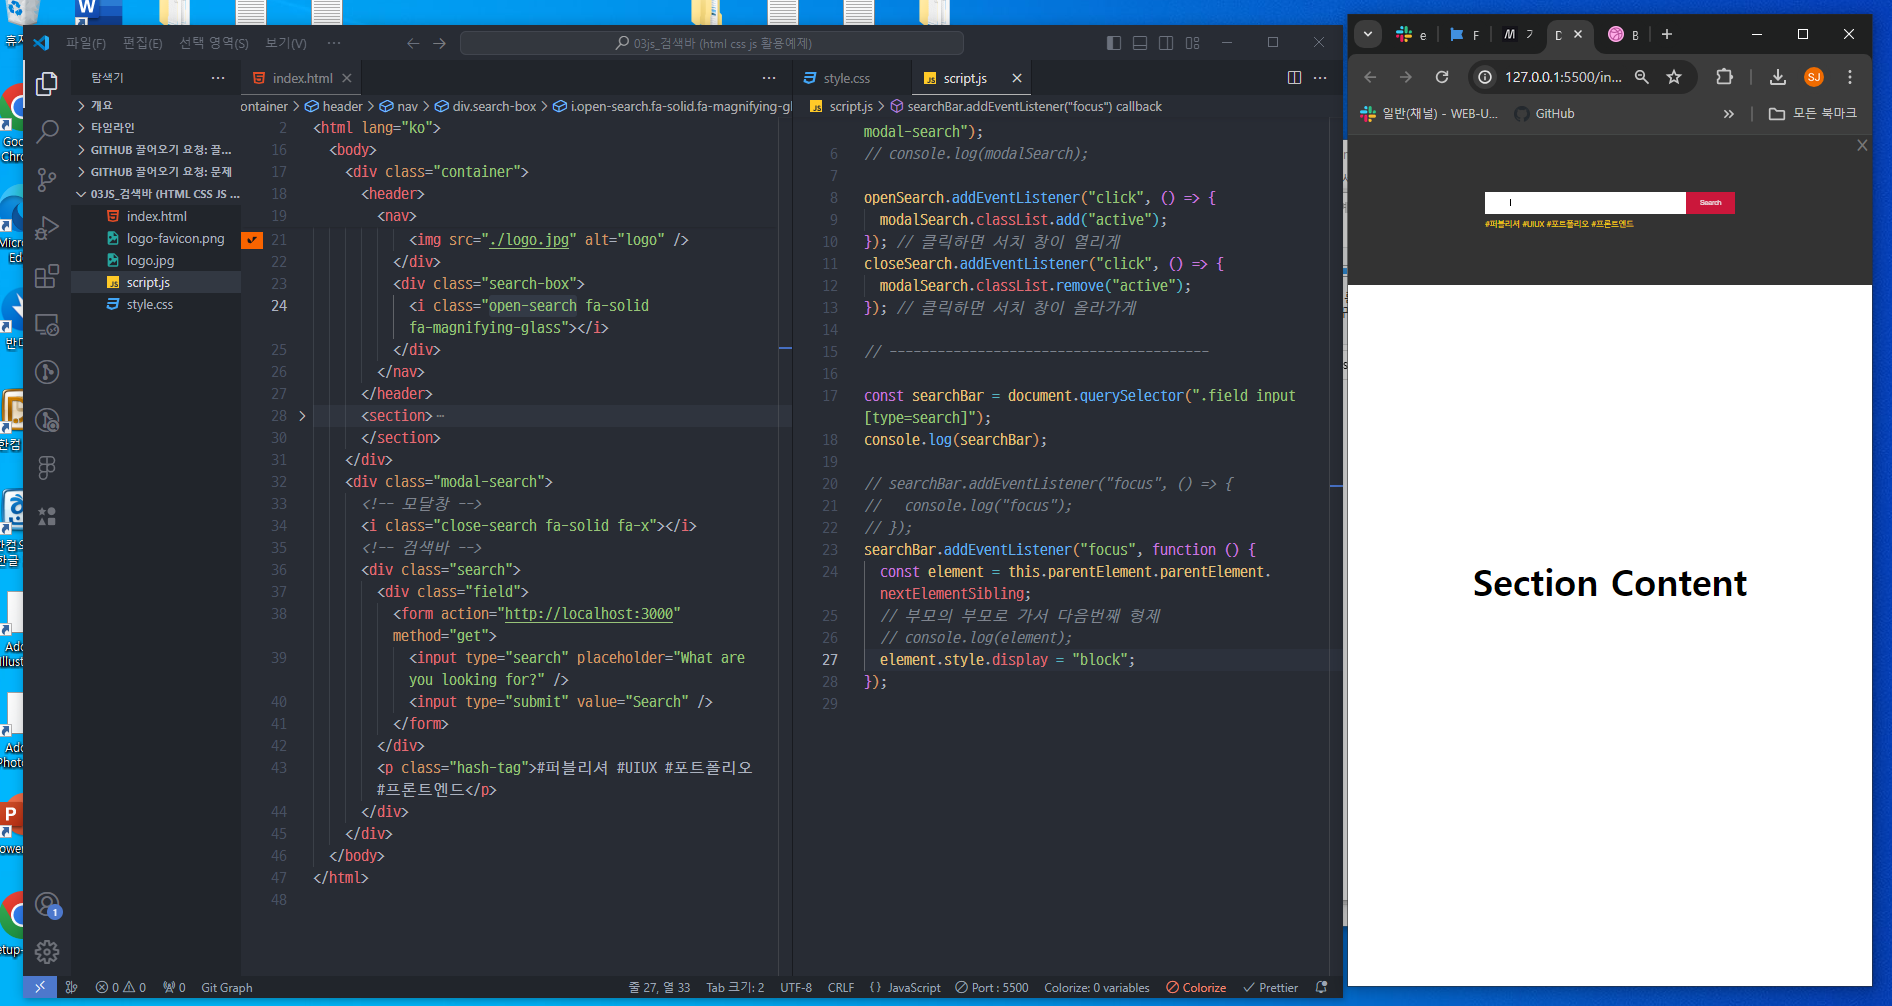 파일(F) 편집(E) 선택 영역(S) 보기(V) ···
03js_검색바 (html css js 활용예제)
탐색기
개요
타임라인
GITHUB 끌어오기 요청: 끌...
GITHUB 끌어오기 요청: 문제
03JS_검색바 (HTML CSS JS ...
index.html
logo-favicon.png
logo.jpg
script.js
style.css
index.html
ontainer > header > nav > div.search-box > i.open-search.fa-solid.fa-magnifying-gl
2 <html lang="ko">
16 <body>
17 <div class="container">
18 <header>
19 <nav>
21 <img src="./logo.jpg" alt="logo" />
22 </div>
23 <div class="search-box">
24 <i class="open-search fa-solid
fa-magnifying-glass"></i>
25 </div>
26 </nav>
27 </header>
28 <section>…
30 </section>
31 </div>
32 <div class="modal-search">
33 <!-- 모달창 -->
34 <i class="close-search fa-solid fa-x"></i>
35 <!-- 검색바 -->
36 <div class="search">
37 <div class="field">
38 <form action="http://localhost:3000"
method="get">
39 <input type="search" placeholder="What are
you looking for?" />
40 <input type="submit" value="Search" />
41 </form>
42 </div>
43 <p class="hash-tag">#퍼블리셔 #UIUX #포트폴리오
#프론트엔드</p>
44 </div>
45 </div>
46 </body>
47 </html>
48
style.css
script.js
script.js > searchBar.addEventListener("focus") callback
modal-search");
6 // console.log(modalSearch);
7
8 openSearch.addEventListener("click", () => {
9 modalSearch.classList.add("active");
10 }); // 클릭하면 서치 창이 열리게
11 closeSearch.addEventListener("click", () => {
12 modalSearch.classList.remove("active");
13 }); // 클릭하면 서치 창이 올라가게
14
15 // ----------------------------------------
16
17 const searchBar = document.querySelector(".field input
[type=search]");
18 console.log(searchBar);
19
20 // searchBar.addEventListener("focus", () => {
21 //   console.log("focus");
22 // });
23 searchBar.addEventListener("focus", function () {
24 const element = this.parentElement.parentElement.
nextElementSibling;
25 // 부모의 부모로 가서 다음번째 형제
26 // console.log(element);
27 element.style.display = "block";
28 });
29
1
0 0 0 Git Graph
줄 27, 열 33 Tab 크기: 2 UTF-8 CRLF {} JavaScript Port : 5500 Colorize: 0 variables Colorize Prettier
e F D B
127.0.0.1:5500/in...
SJ
일반(채널) - WEB-U... GitHub » 모든 북마크
X
Search
#퍼블리셔 #UIUX #포트폴리오 #프론트엔드
Section Content